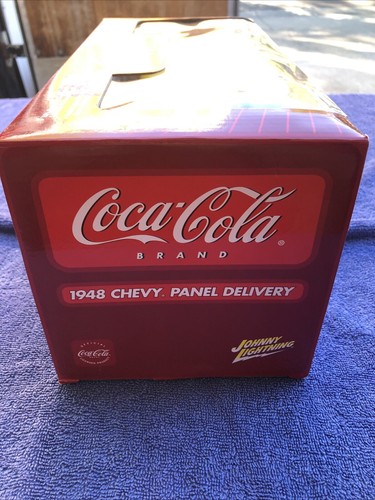 Coca-Cola
BRAND
1948 CHEVY PANEL DELIVERY
Coca-Cola
JOHNNY
LIGHTNING